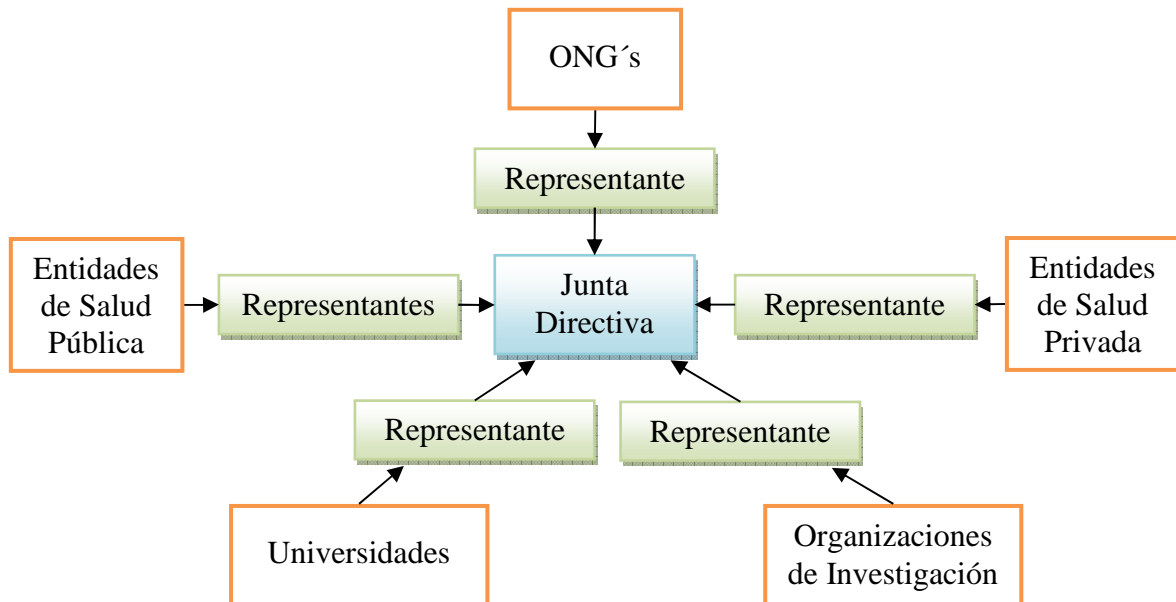 ONG´s
Representante
Entidades
de Salud
Pública
Representantes
Junta
Directiva
Representante
Entidades
de Salud
Privada
Representante
Representante
Universidades
Organizaciones
de Investigación